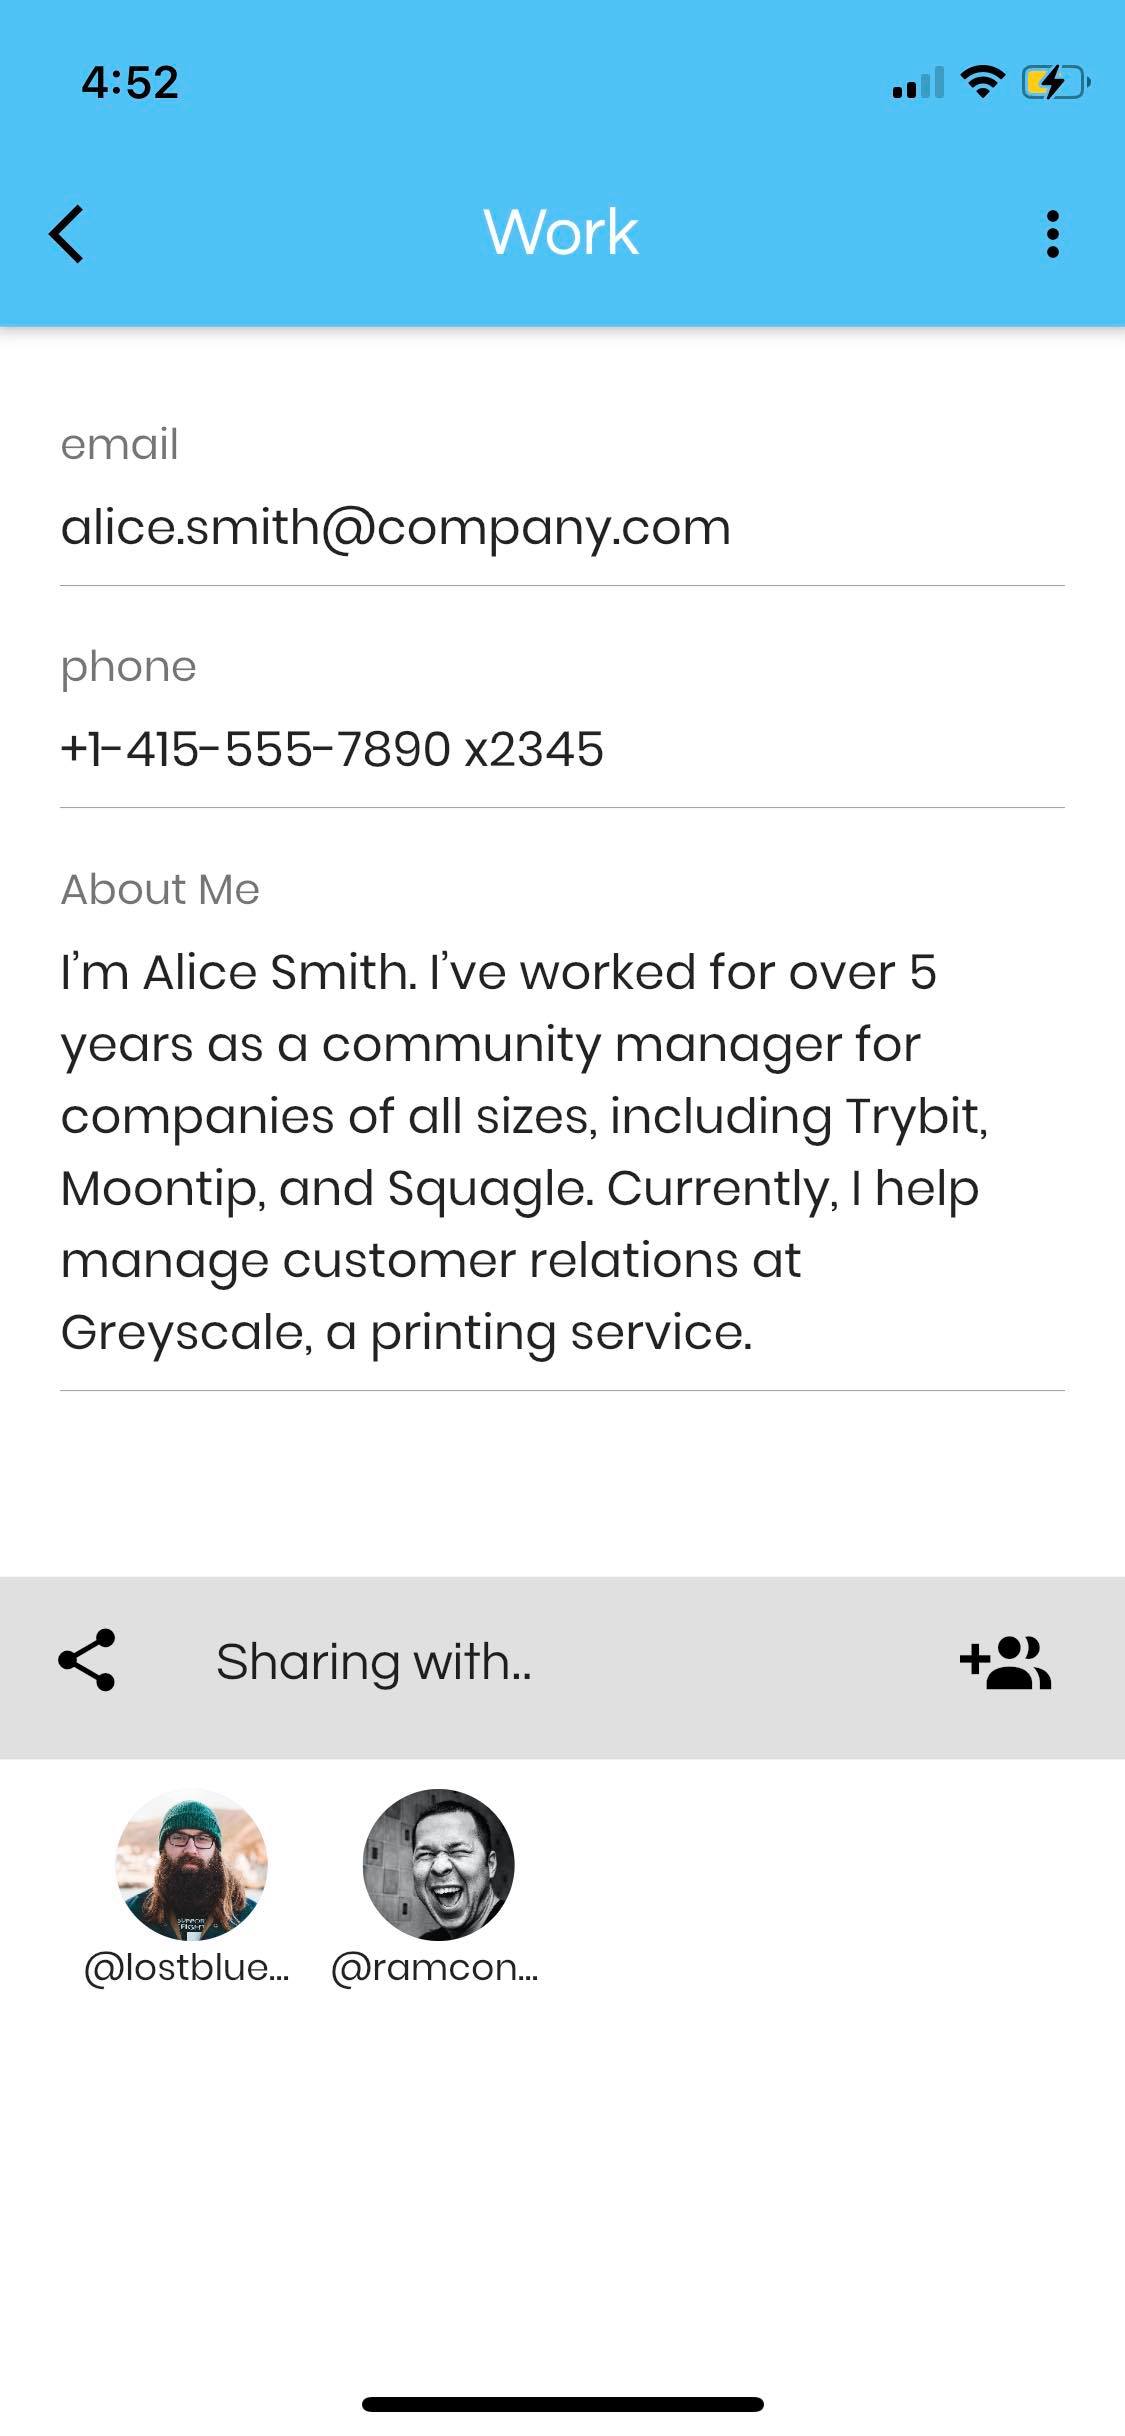 4:52
Work
email
alice.smith@company.com
phone
+1-415-555-7890 x2345
About Me
I'm Alice Smith. I've worked for over 5
years as a community manager for
companies of all sizes, including Trybit,
Moontip, and Squagle. Currently, I help
manage customer relations at
Greyscale, a printing service.
Sharing with..
@lostblue...
@ramcon...